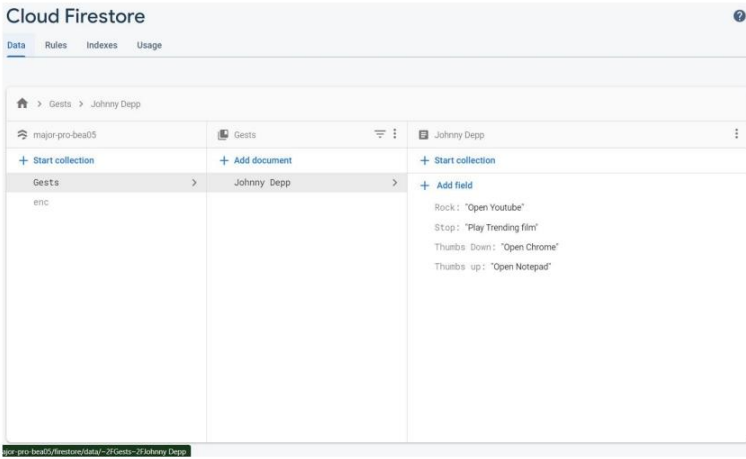 Cloud Firestore
Data Rules Indexes Usage
Gests > Johnny Depp
major-pro-bea05
+ Start collection
Gests
enc
Gests
+ Add document
Johnny Depp
Johnny Depp
+ Start collection
+ Add field
Rock: "Open Youtube"
Stop: "Play Trending film"
Thumbs Down: "Open Chrome"
Thumbs up: "Open Notepad"
ajor-pro-bea05/firestore/data/~2FGests~2FJohnny Depp